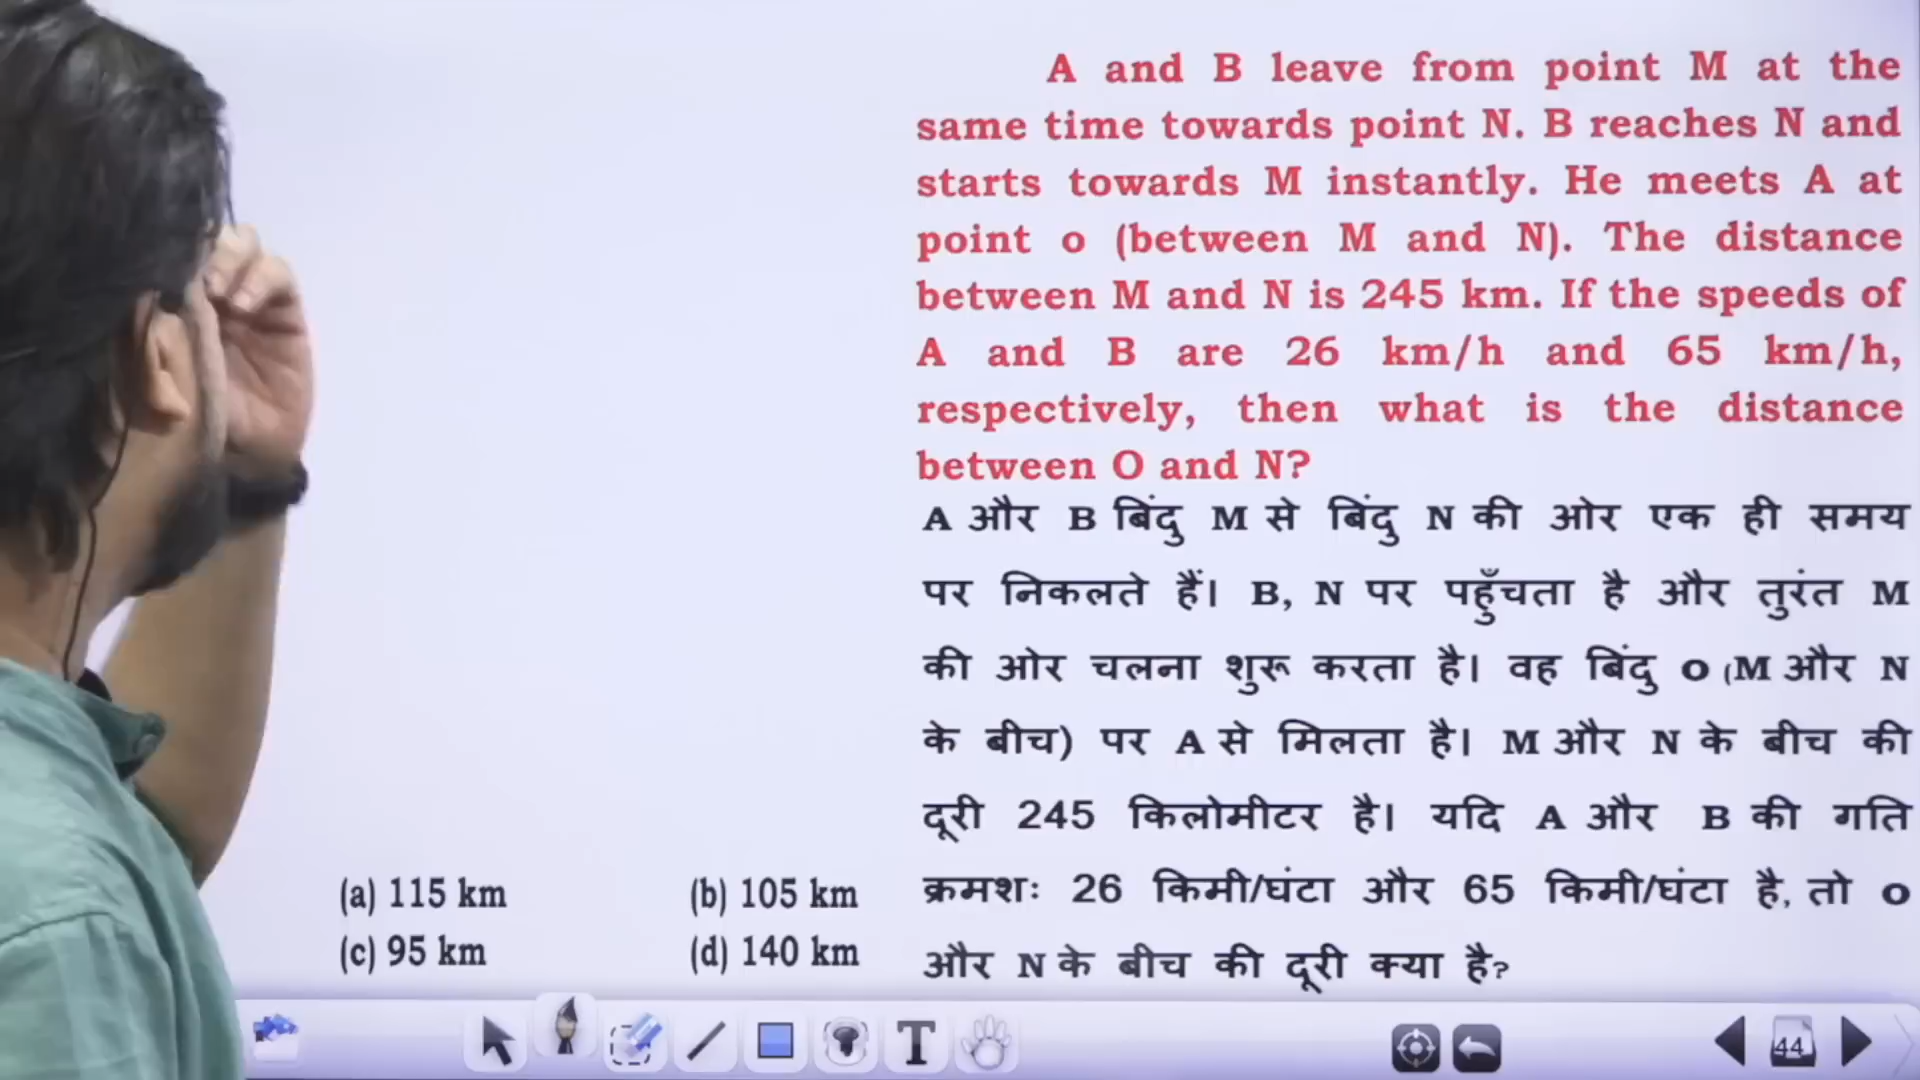 A and B leave from point M at the
same time towards point N. B reaches N and
starts towards M instantly. He meets A at
point o (between M and N). The distance
between M and N is 245 km. If the speeds of
A and B are 26 km/h and 65 km/h,
respectively, then what is the distance
between O and N?
A और B बिंदु M से बिंदु N की ओर एक ही समय
पर निकलते हैं। B, N पर पहुँचता है और तुरंत M
की ओर चलना शुरू करता है। वह बिंदु o (M और N
के बीच) पर A से मिलता है। M और N के बीच की
दूरी 245 किलोमीटर है। यदि A और B की गति
क्रमशः 26 किमी/घंटा और 65 किमी/घंटा है, तो o
और N के बीच की दूरी क्या है?
(a) 115 km (b) 105 km
(c) 95 km (d) 140 km
T
44